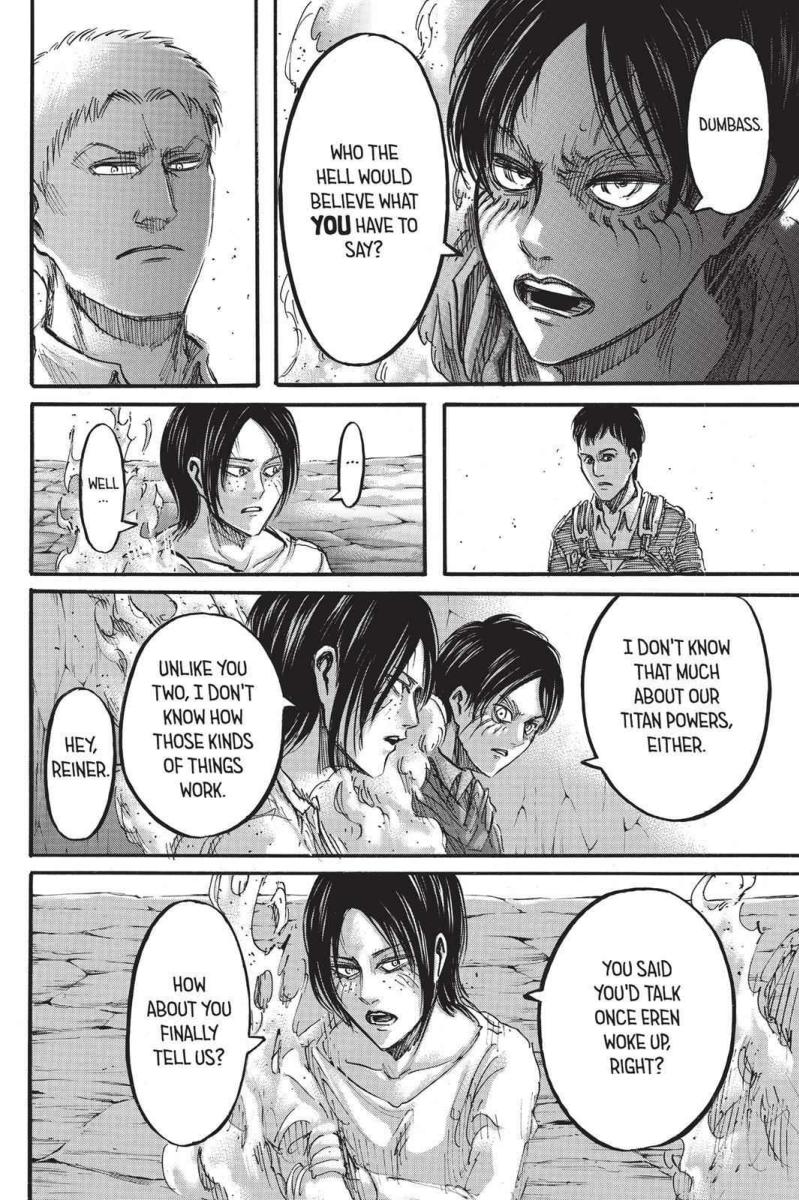 DUMBASS.
WHO THE
HELL WOULD
BELIEVE WHAT
YOU HAVE TO
SAY?
...
WELL
...
I DON'T KNOW
THAT MUCH
ABOUT OUR
TITAN POWERS,
EITHER.
UNLIKE YOU
TWO, I DON'T
KNOW HOW
THOSE KINDS
OF THINGS
WORK.
HEY,
REINER.
YOU SAID
YOU'D TALK
ONCE EREN
WOKE UP,
RIGHT?
HOW
ABOUT YOU
FINALLY
TELL US?